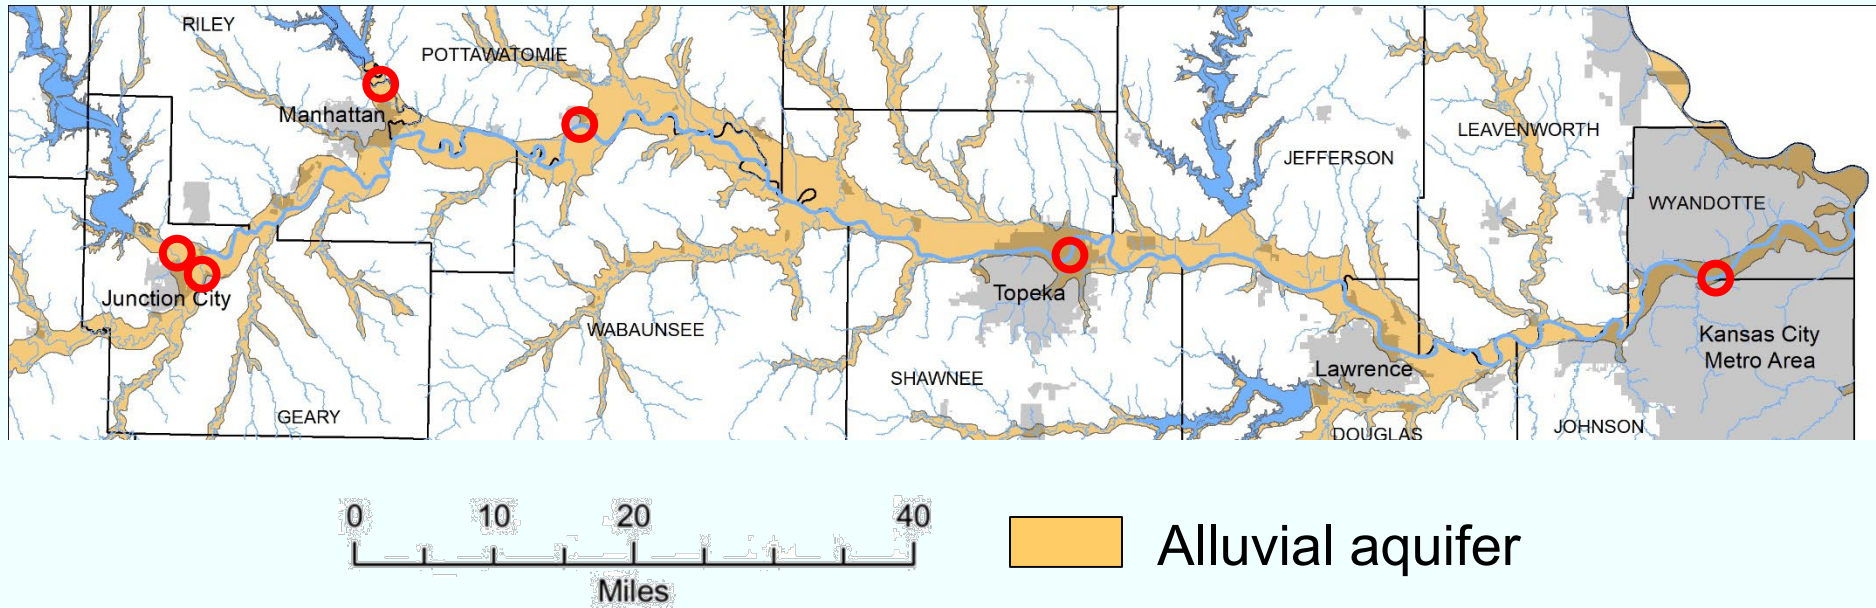 RILEY
POTTAWATOMIE
Manhattan
LEAVENWORTH
JEFFERSON
WYANDOTTE
Junction City
Topeka
WABAUNSEE
Kansas City
Metro Area
Lawrence
SHAWNEE
GEARY
DOUGLAS
JOHNSON
0 10 20 40
Miles
Alluvial aquifer